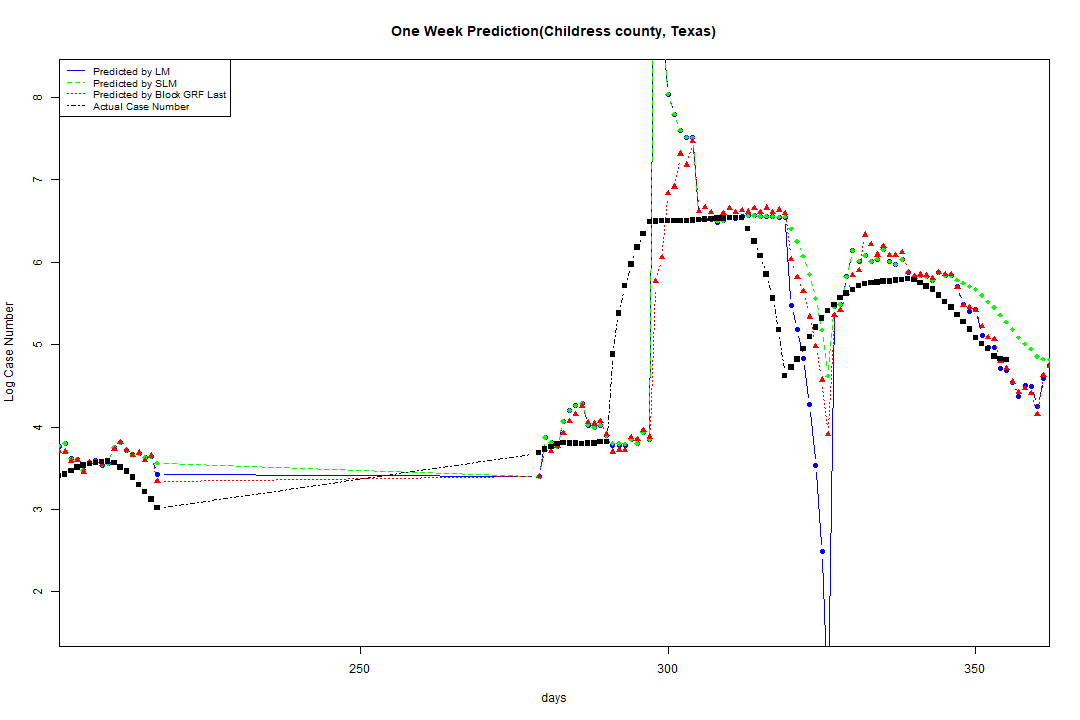 One Week Prediction(Childress county, Texas)
Predicted by LM
Predicted by SLM
Predicted by Block GRF Last
Actual Case Number
Log Case Number
8
7
6
5
4
3
2
250
300
350
days